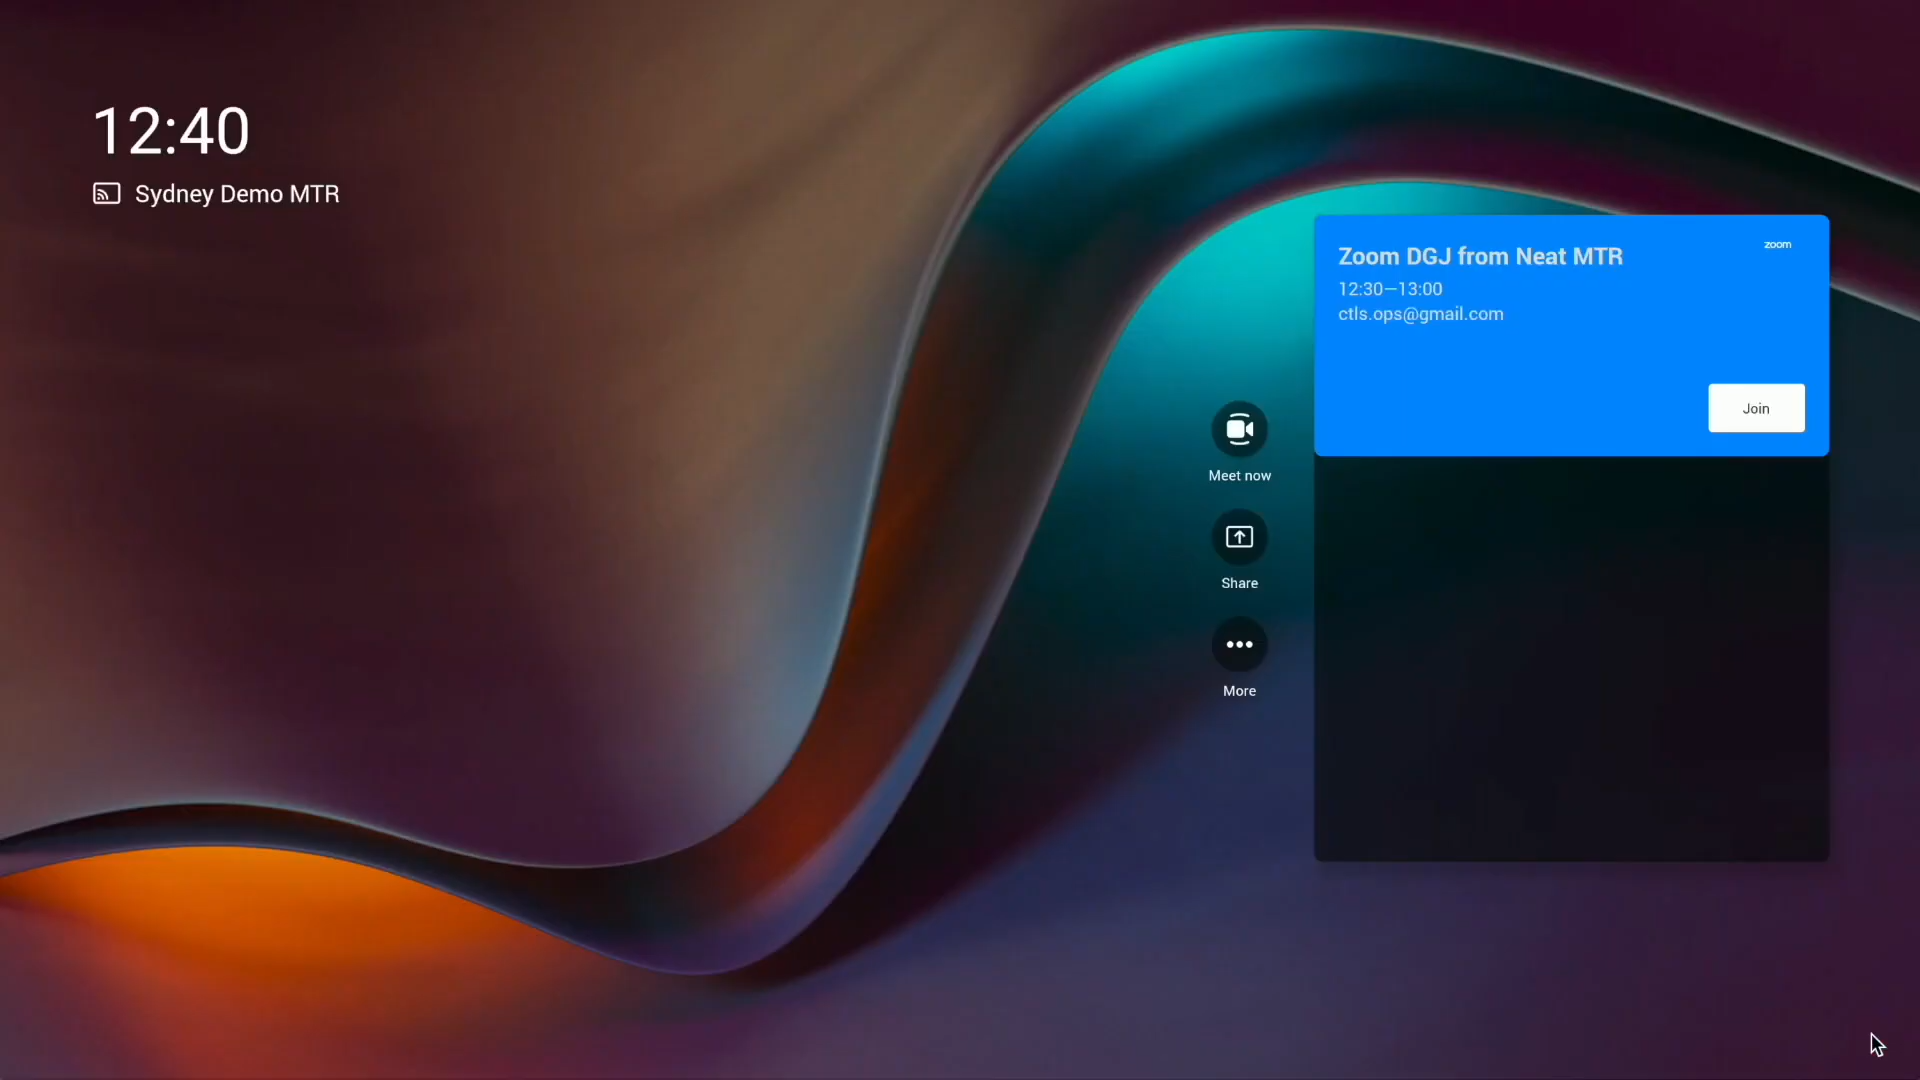 12:40
Sydney Demo MTR
Zoom DGJ from Neat MTR
zoom
12:30—13:00
ctls.ops@gmail.com
Join
Meet now
Share
More